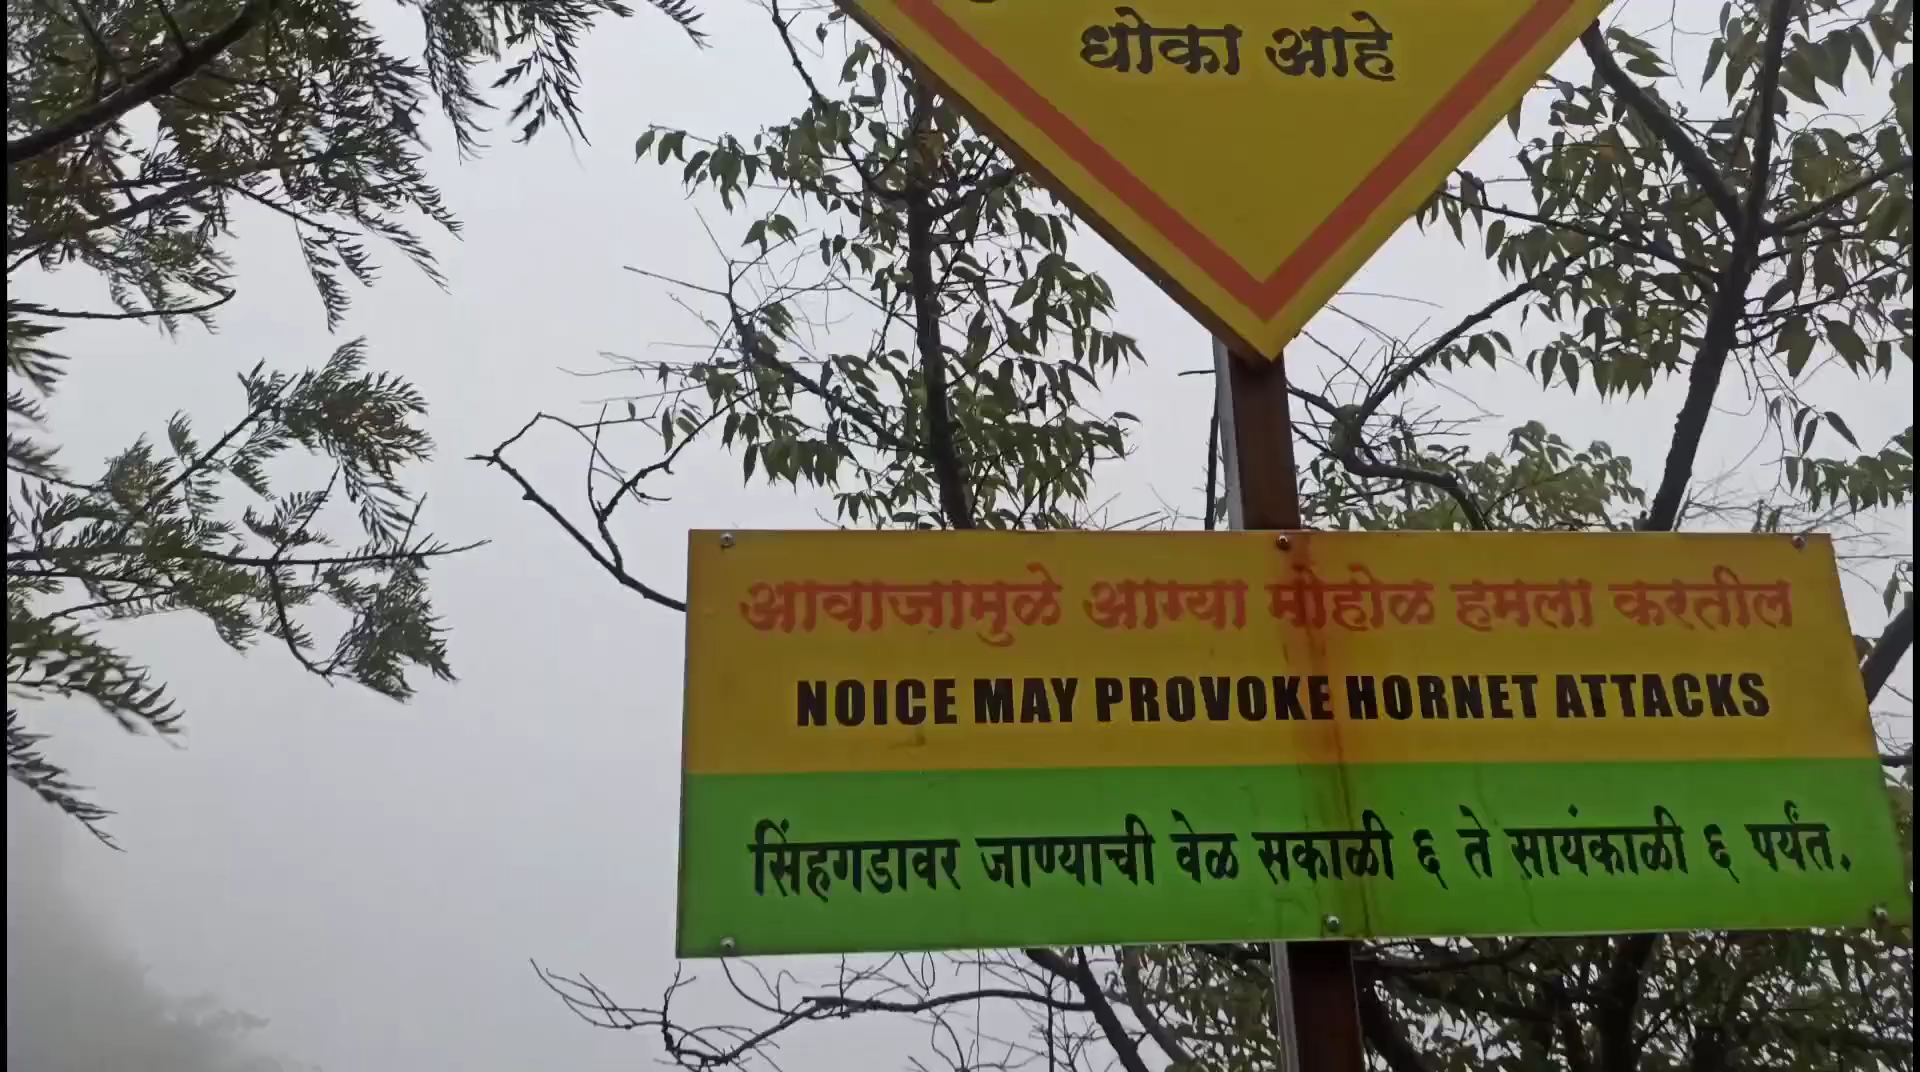 धोका आहे
आवाजामुळे आग्या मोहोळ हमला करतील
NOICE MAY PROVOKE HORNET ATTACKS
सिंहगडावर जाण्याची वेळ सकाळी ६ ते सायंकाळी ६ पर्यंत.